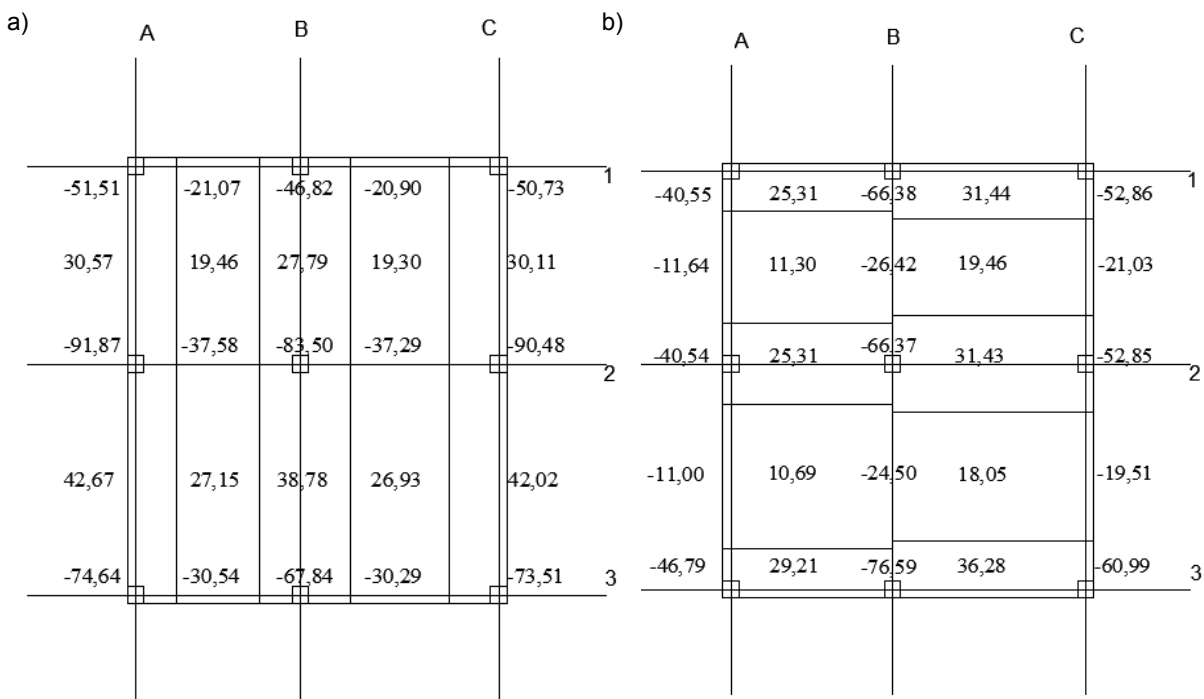 a)
A B C
-51,51 -21,07 -46,82 -20,90 -50,73 1
30,57 19,46 27,79 19,30 30,11
-91,87 -37,58 -83,50 -37,29 -90,48
2
42,67 27,15 38,78 26,93 42,02
-74,64 -30,54 -67,84 -30,29 -73,51 3
b)
A B C
-40,55 25,31 -66,38 31,44 -52,86 1
-11,64 11,30 -26,42 19,46 -21,03
-40,54 25,31 -66,37 31,43 -52,85
2
-11,00 10,69 -24,50 18,05 -19,51
-46,79 29,21 -76,59 36,28 -60,99 3